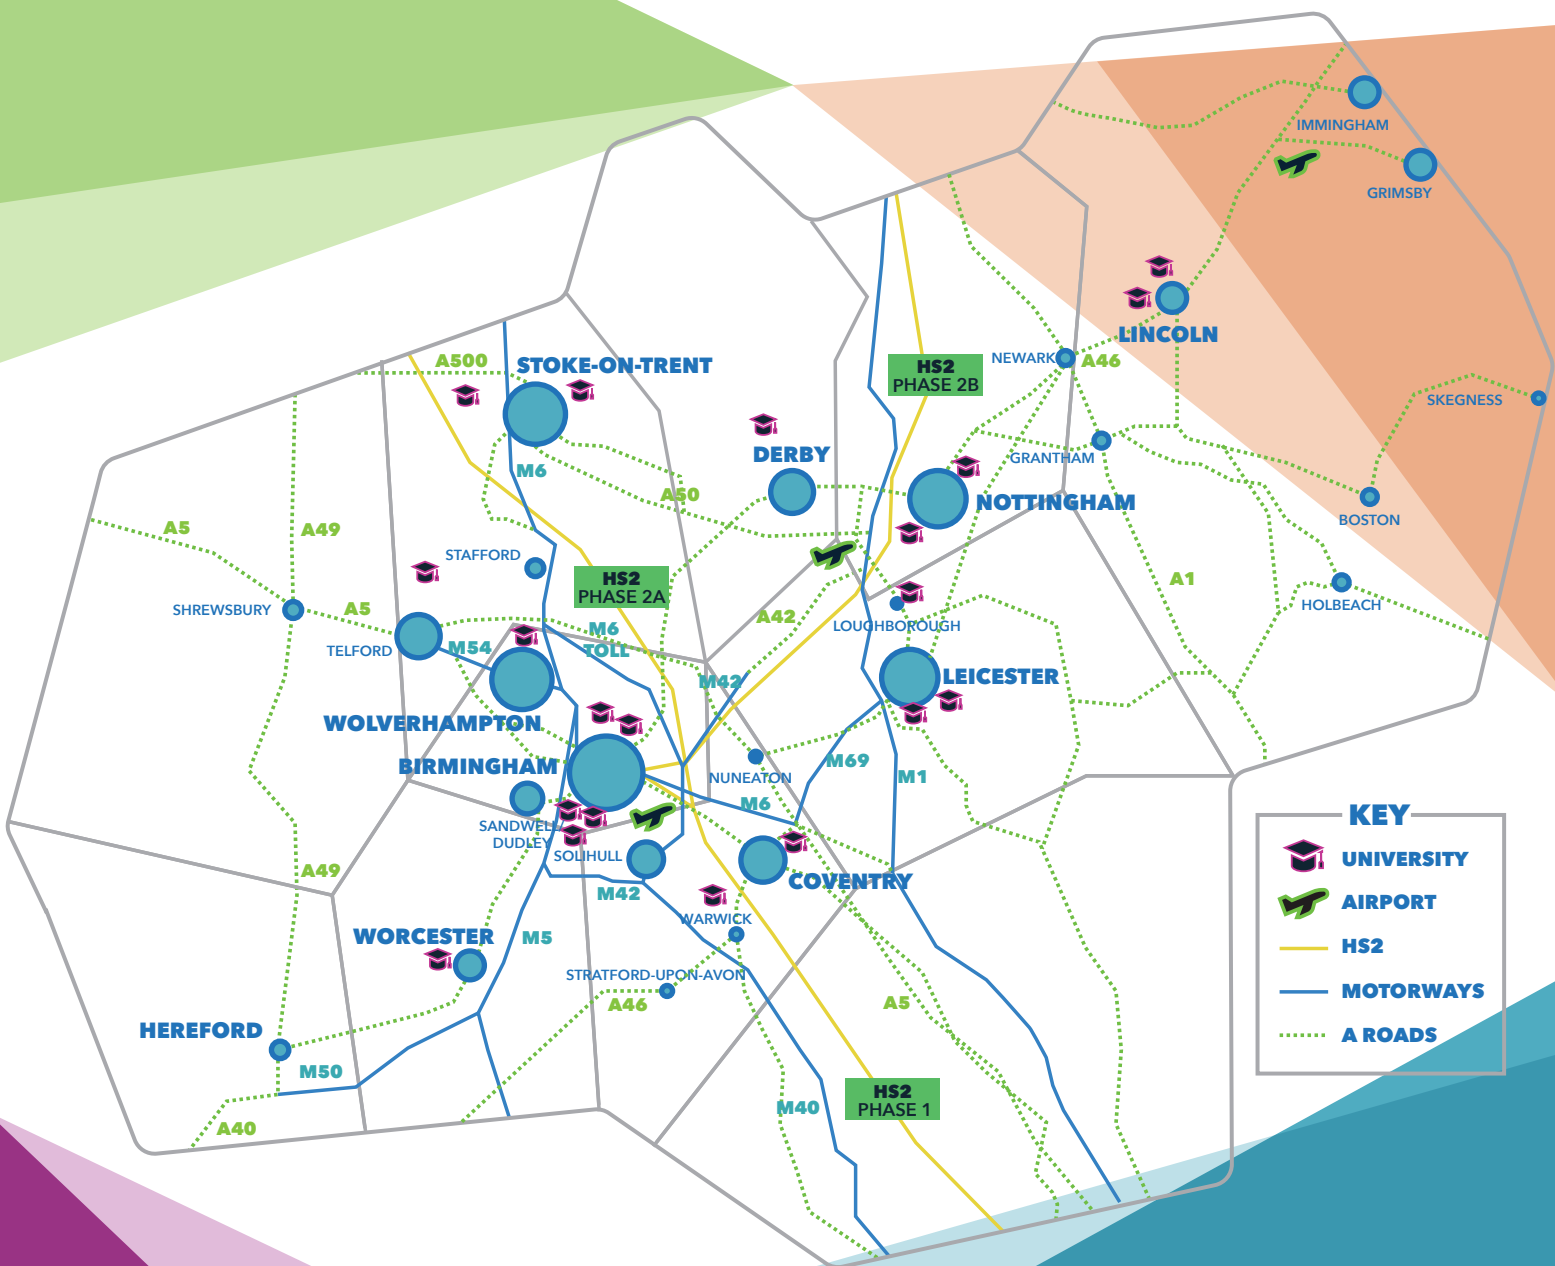 IMMINGHAM
GRIMSBY
LINCOLN
NEWARK
A46
A500
STOKE-ON-TRENT
HS2
PHASE 2B
SKEGNESS
DERBY
GRANTHAM
M6
A50
NOTTINGHAM
BOSTON
A5
A49
STAFFORD
HS2
PHASE 2A
A1
SHREWSBURY
A5
HOLBEACH
A42
LOUGHBOROUGH
TELFORD
M54
M6
TOLL
M42
LEICESTER
WOLVERHAMPTON
BIRMINGHAM
NUNEATON
M69
M1
M6
SANDWELL/
DUDLEY
SOLIHULL
A49
M42
COVENTRY
WARWICK
WORCESTER
M5
STRATFORD-UPON-AVON
A46
A5
HEREFORD
M50
HS2
PHASE 1
M40
A40
KEY
UNIVERSITY
AIRPORT
HS2
MOTORWAYS
A ROADS